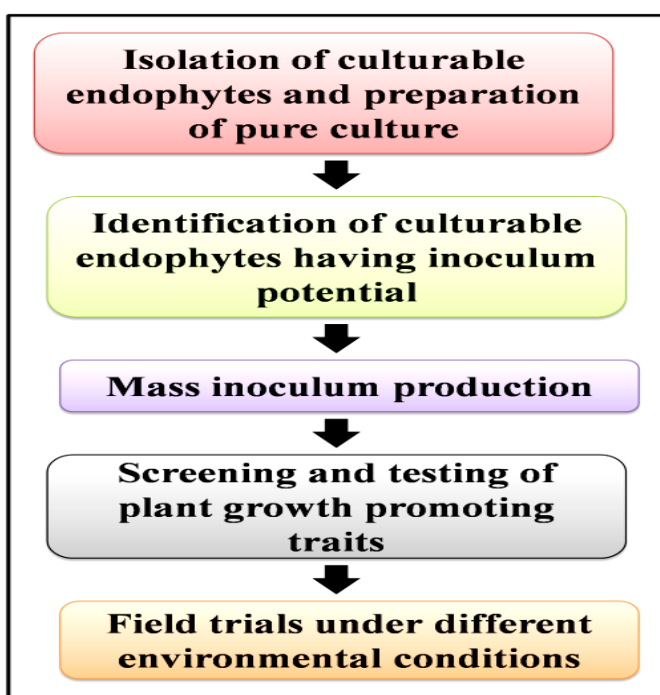 Isolation of culturable
endophytes and preparation
of pure culture
Identification of culturable
endophytes having inoculum
potential
Mass inoculum production
Screening and testing of
plant growth promoting
traits
Field trials under different
environmental conditions